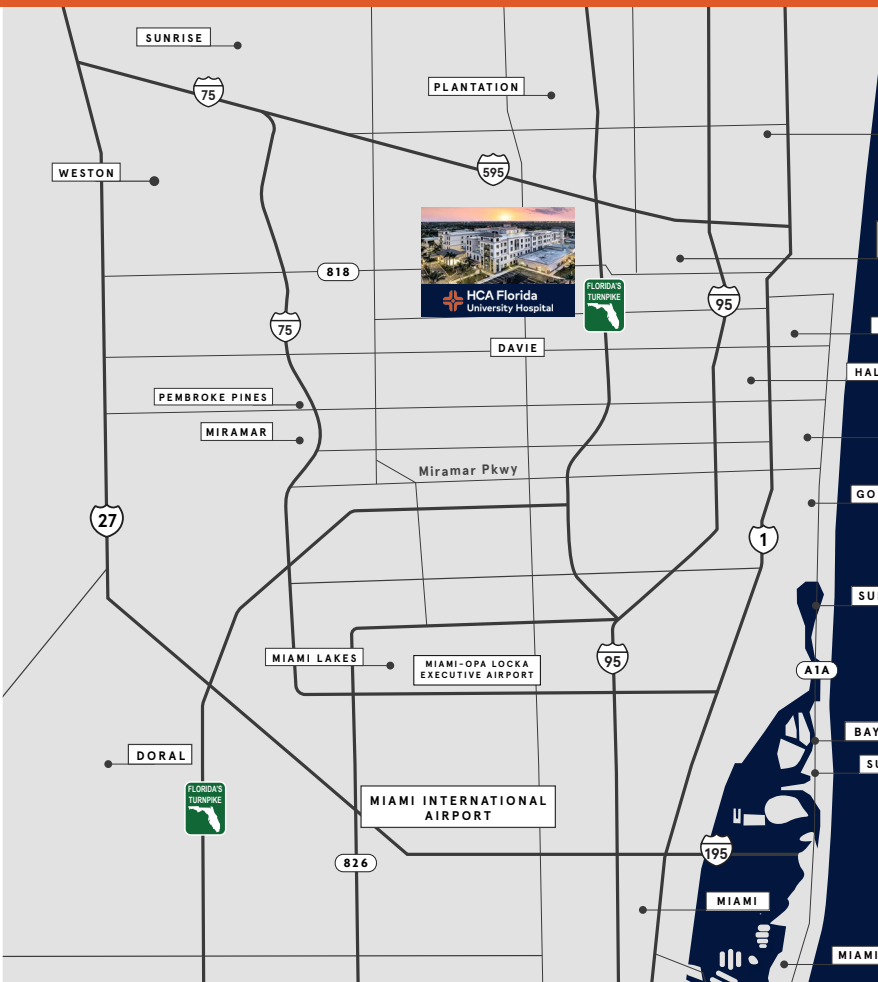 SUNRISE
75
PLANTATION
595
WESTON
818
HCA Florida
University Hospital
FLORIDA'S
TURNPIKE
95
75
DAVIE
HAL
PEMBROKE PINES
MIRAMAR
Miramar Pkwy
GO
27
1
SU
MIAMI LAKES
MIAMI-OPA LOCKA
EXECUTIVE AIRPORT
95
A1A
BAY
DORAL
SU
FLORIDA'S
TURNPIKE
MIAMI INTERNATIONAL
AIRPORT
826
195
MIAMI
MIAMI